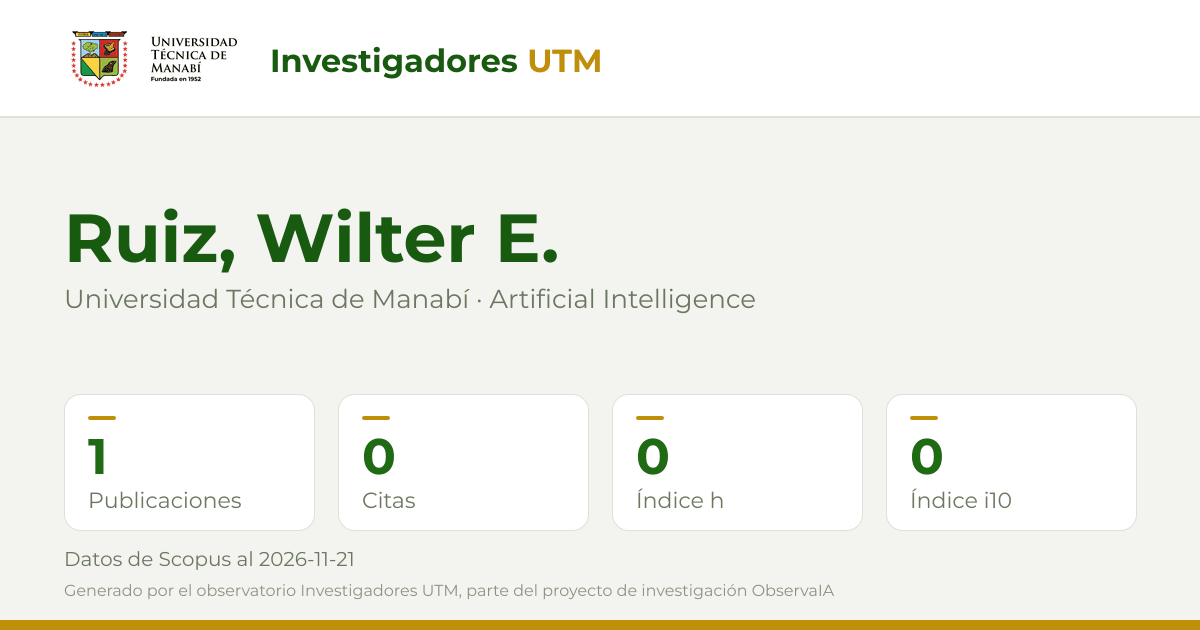 UNIVERSIDAD
TÉCNICA DE
MANABÍ
Fundada en 1952
Investigadores UTM
Ruiz, Wilter E.
Universidad Técnica de Manabí · Artificial Intelligence
1
Publicaciones
0
Citas
0
Índice h
0
Índice i10
Datos de Scopus al 2026-11-21
Generado por el observatorio Investigadores UTM, parte del proyecto de investigación ObservaIA